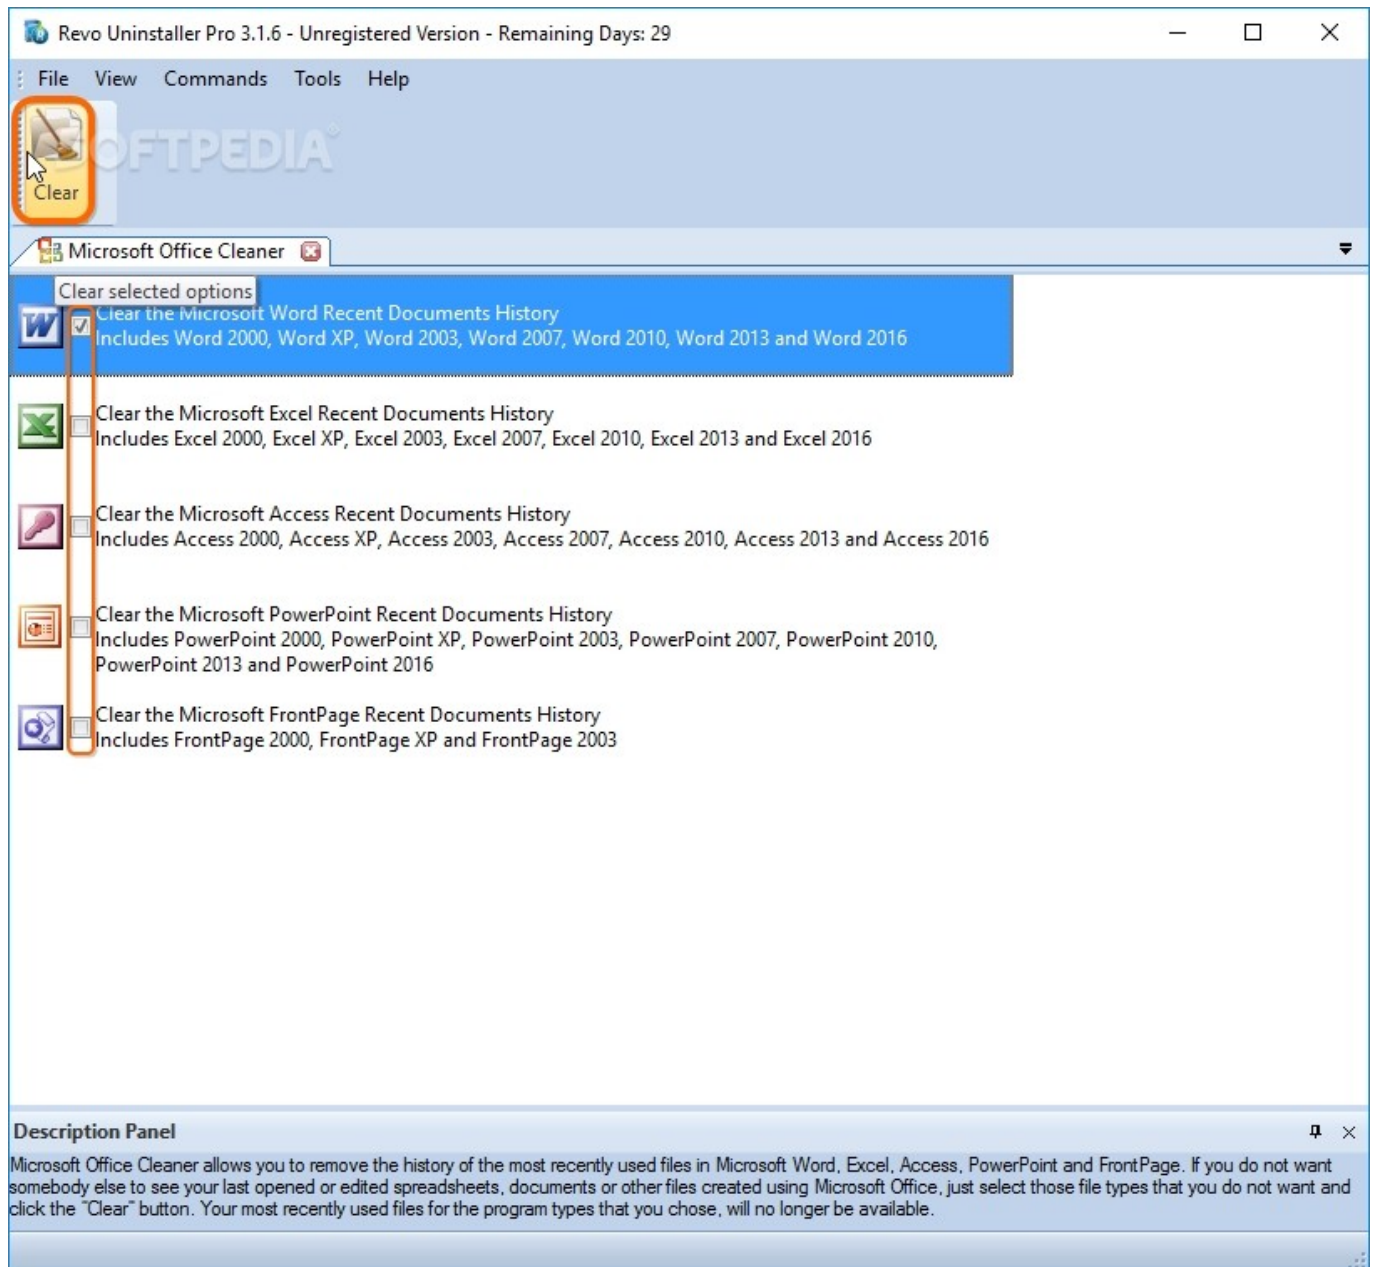 Revo Uninstaller Pro 3.1.6 - Unregistered Version - Remaining Days: 29
File View Commands Tools Help
SOFTPEDIA®
Clear
Microsoft Office Cleaner
Clear selected options
Clear the Microsoft Word Recent Documents History
Includes Word 2000, Word XP, Word 2003, Word 2007, Word 2010, Word 2013 and Word 2016
Clear the Microsoft Excel Recent Documents History
Includes Excel 2000, Excel XP, Excel 2003, Excel 2007, Excel 2010, Excel 2013 and Excel 2016
Clear the Microsoft Access Recent Documents History
Includes Access 2000, Access XP, Access 2003, Access 2007, Access 2010, Access 2013 and Access 2016
Clear the Microsoft PowerPoint Recent Documents History
Includes PowerPoint 2000, PowerPoint XP, PowerPoint 2003, PowerPoint 2007, PowerPoint 2010,
PowerPoint 2013 and PowerPoint 2016
Clear the Microsoft FrontPage Recent Documents History
Includes FrontPage 2000, FrontPage XP and FrontPage 2003
Description Panel
Microsoft Office Cleaner allows you to remove the history of the most recently used files in Microsoft Word, Excel, Access, PowerPoint and FrontPage. If you do not want
somebody else to see your last opened or edited spreadsheets, documents or other files created using Microsoft Office, just select those file types that you do not want and
click the "Clear" button. Your most recently used files for the program types that you chose, will no longer be available.